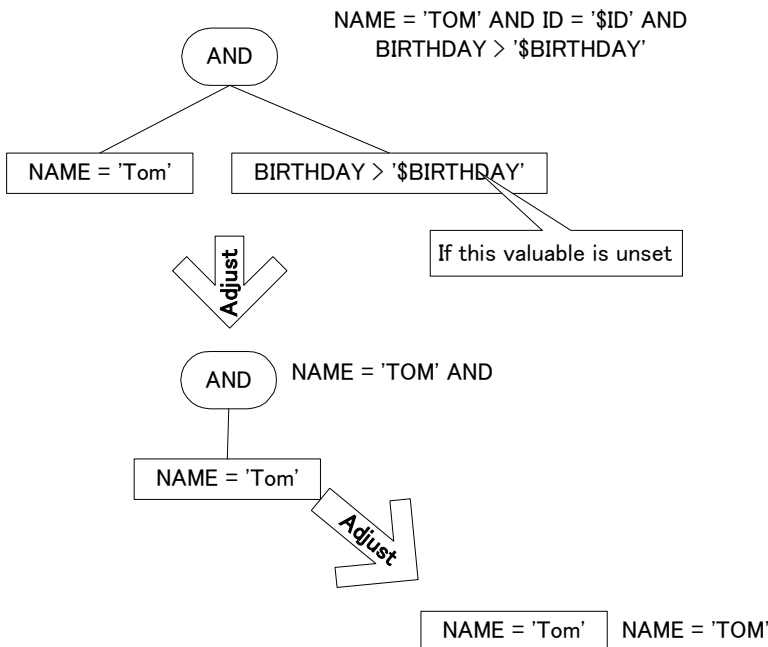 NAME = 'TOM' AND ID = '$ID' AND
BIRTHDAY > '$BIRTHDAY'
AND
NAME = 'Tom'
BIRTHDAY > '$BIRTHDAY'
If this valuable is unset
Adjust
AND
NAME = 'TOM' AND
NAME = 'Tom'
Adjust
NAME = 'Tom'
NAME = 'TOM'